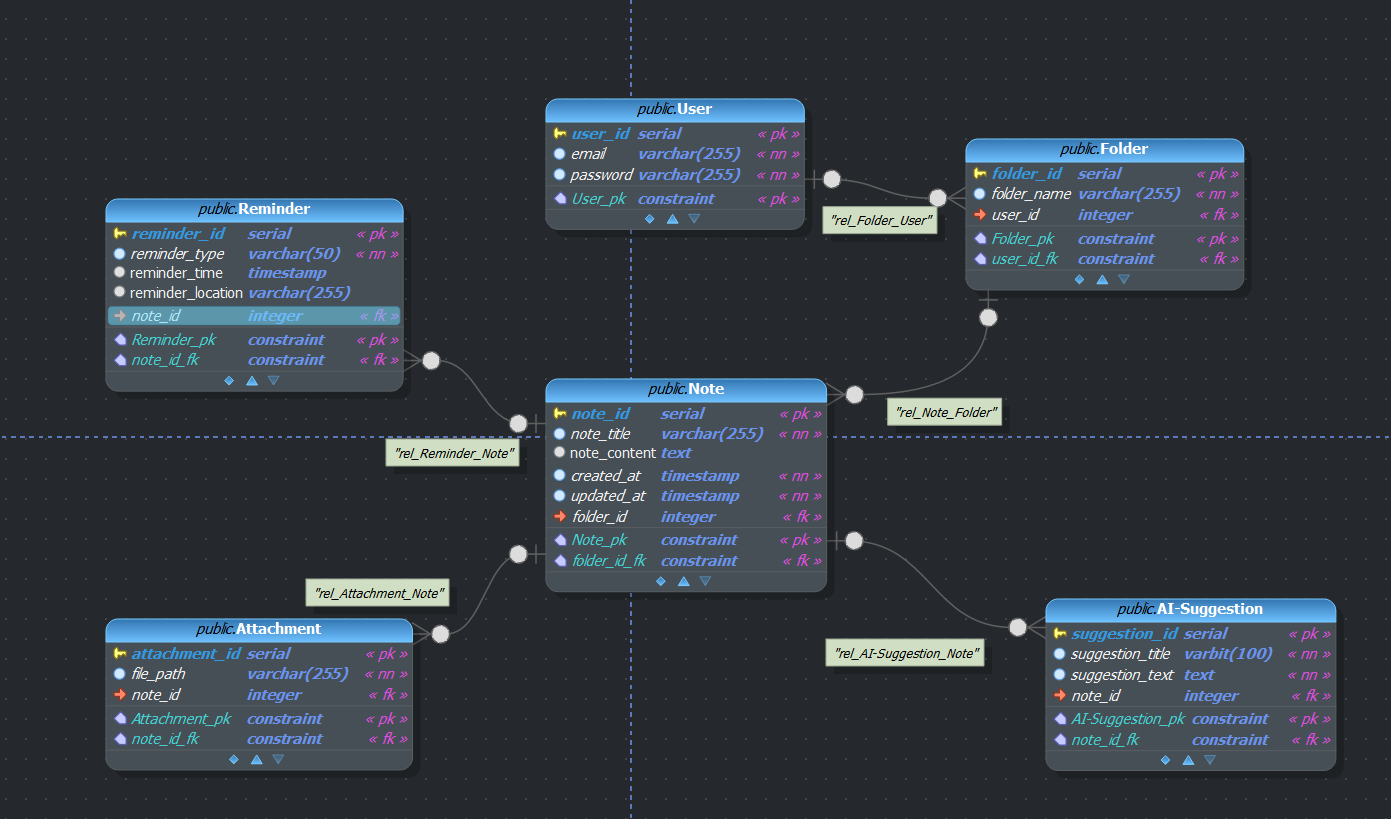 public.User
user_id serial « pk »
email varchar(255) « nn »
password varchar(255) « nn »
User_pk constraint « pk »
public.Folder
folder_id serial « pk »
folder_name varchar(255) « nn »
user_id integer « fk »
Folder_pk constraint « pk »
user_id_fk constraint « fk »
"rel_Folder_User"
public.Reminder
reminder_id serial « pk »
reminder_type varchar(50) « nn »
reminder_time timestamp
reminder_location varchar(255)
note_id integer « fk »
Reminder_pk constraint « pk »
note_id_fk constraint « fk »
public.Note
note_id serial « pk »
note_title varchar(255) « nn »
note_content text
created_at timestamp « nn »
updated_at timestamp « nn »
folder_id integer « fk »
Note_pk constraint « pk »
folder_id_fk constraint « fk »
"rel_Note_Folder"
"rel_Reminder_Note"
"rel_Attachment_Note"
public.Attachment
attachment_id serial « pk »
file_path varchar(255) « nn »
note_id integer « fk »
Attachment_pk constraint « pk »
note_id_fk constraint « fk »
"rel_AI-Suggestion_Note"
public.AI-Suggestion
suggestion_id serial « pk »
suggestion_title varbit(100) « nn »
suggestion_text text « nn »
note_id integer « fk »
AI-Suggestion_pk constraint « pk »
note_id_fk constraint « fk »